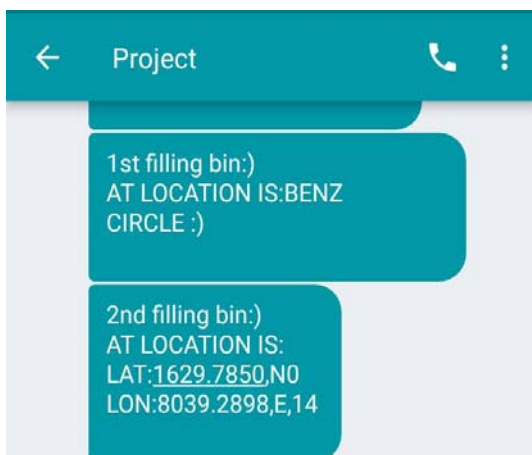 Project
1st filling bin:)
AT LOCATION IS:BENZ
CIRCLE :)
2nd filling bin:)
AT LOCATION IS:
LAT:1629.7850,N0
LON:8039.2898,E,14